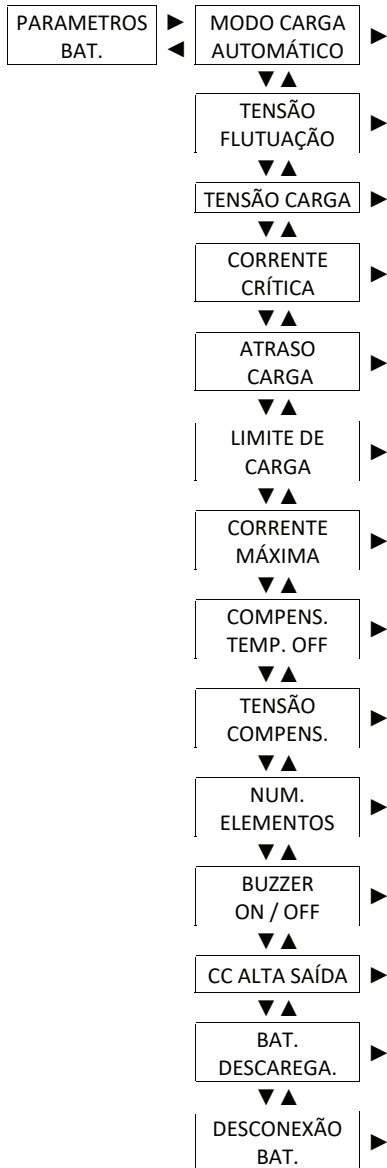 PARAMETROS
BAT.
MODO CARGA
AUTOMÁTICO
TENSÃO
FLUTUAÇÃO
TENSÃO CARGA
CORRENTE
CRÍTICA
ATRASO
CARGA
LIMITE DE
CARGA
CORRENTE
MÁXIMA
COMPENS.
TEMP. OFF
TENSÃO
COMPENS.
NUM.
ELEMENTOS
BUZZER
ON / OFF
CC ALTA SAÍDA
BAT.
DESCAREGA.
DESCONEXÃO
BAT.